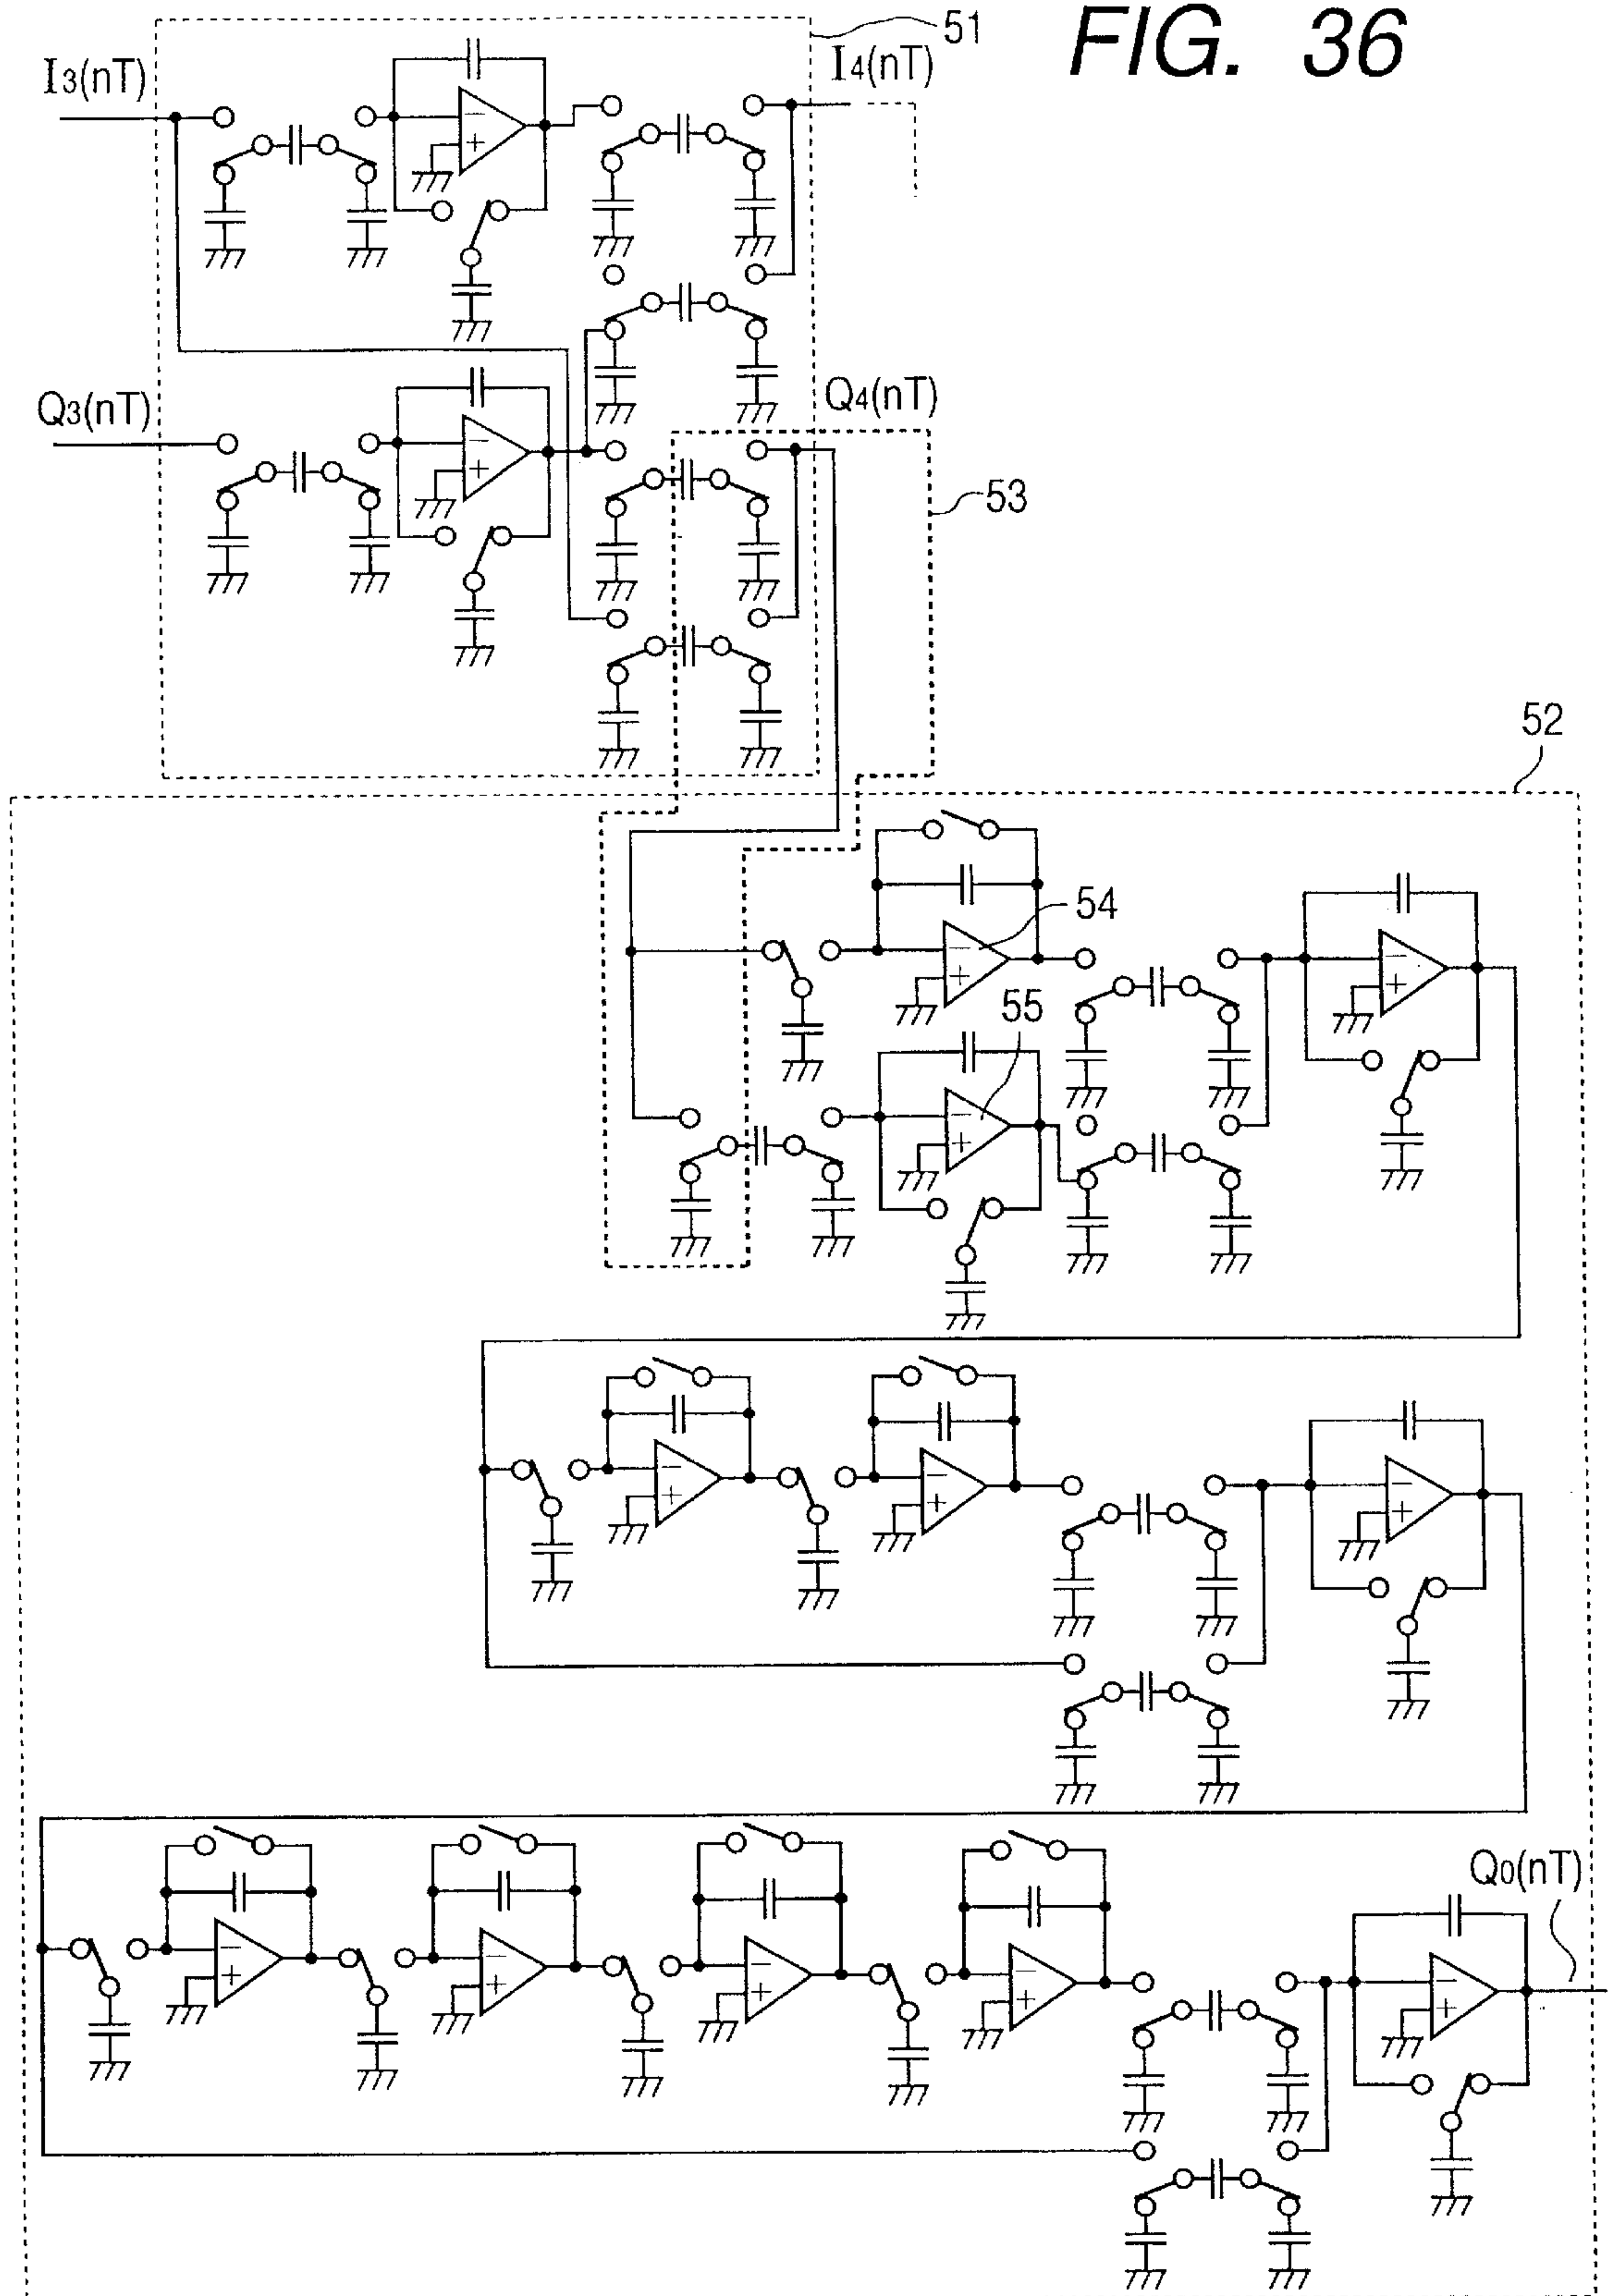 FIG. 36
51
I3(nT)
I4(nT)
Q3(nT)
Q4(nT)
53
52
54
55
Q0(nT)